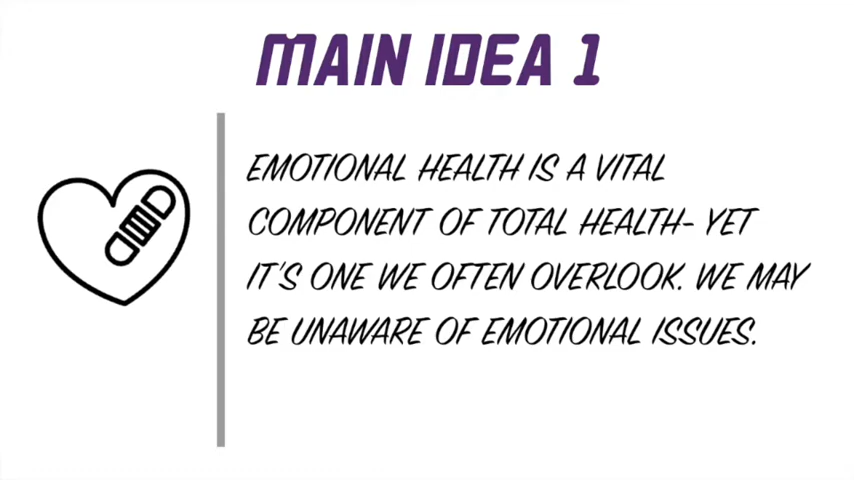 MAIN IDEA 1
EMOTIONAL HEALTH IS A VITAL
COMPONENT OF TOTAL HEALTH- YET
IT'S ONE WE OFTEN OVERLOOK. WE MAY
BE UNAWARE OF EMOTIONAL ISSUES.